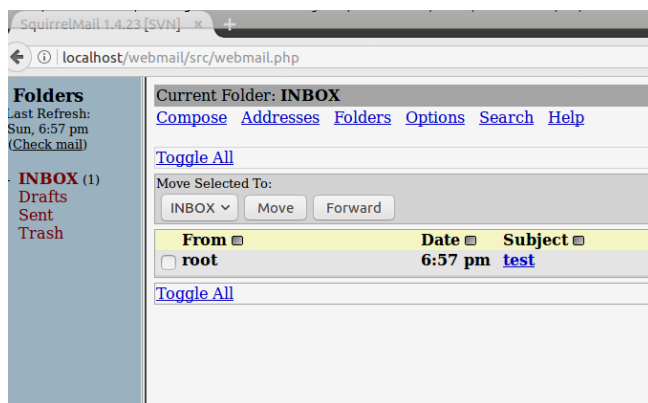 SquirrelMail 1.4.23 [SVN] × +
localhost/webmail/src/webmail.php
Folders
Last Refresh:
Sun, 6:57 pm
(Check mail)
- INBOX (1)
Drafts
Sent
Trash
Current Folder: INBOX
Compose Addresses Folders Options Search Help
Toggle All
Move Selected To:
INBOX Move Forward
From Date Subject
root 6:57 pm test
Toggle All